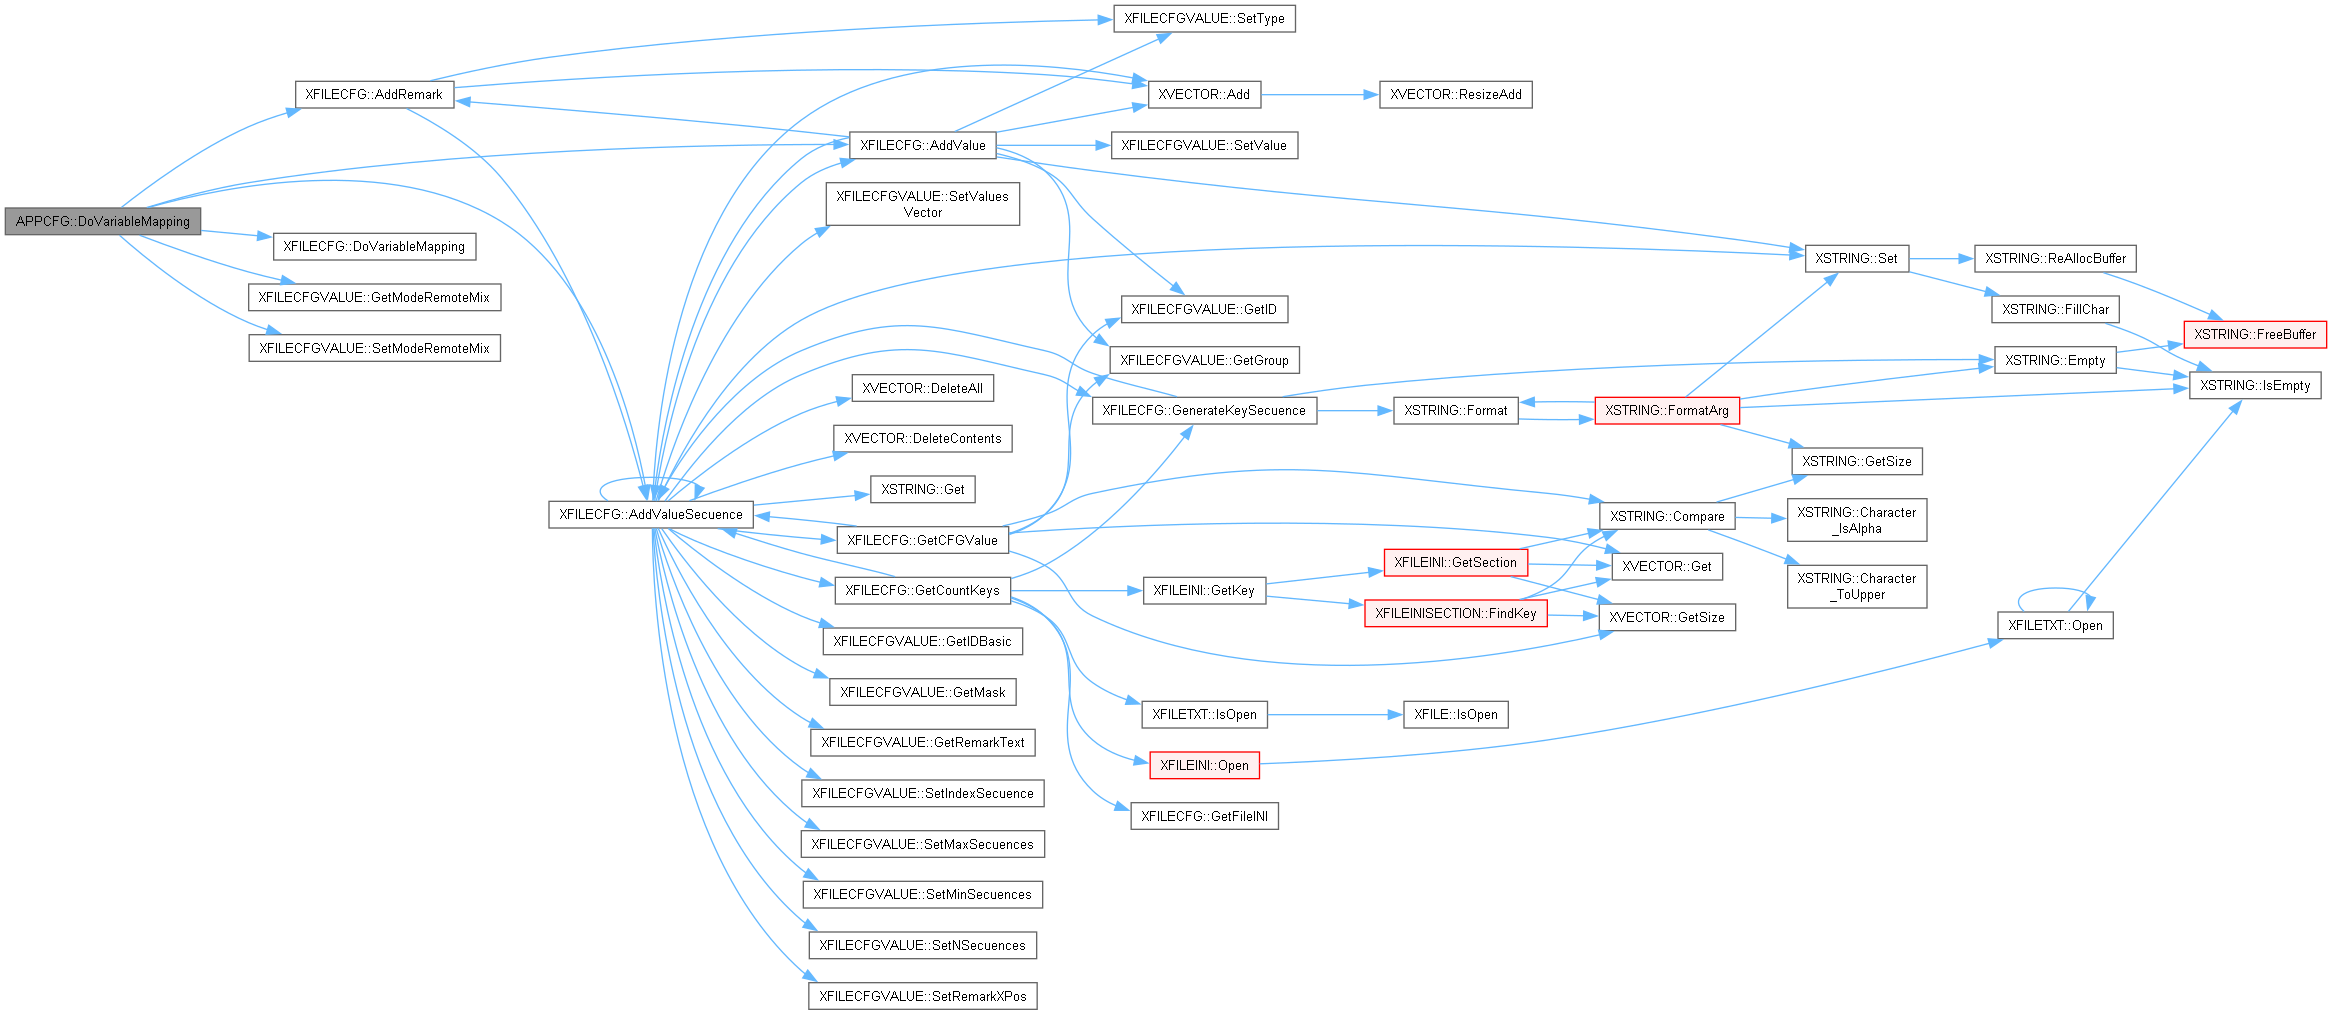 XFILECFGVALUE::SetType
XFILECFG::AddRemark
XVECTOR::Add
XVECTOR::ResizeAdd
XFILECFG::AddValue
XFILECFGVALUE::SetValue
XFILECFGVALUE::SetValues
Vector
APPCFG::DoVariableMapping
XFILECFG::DoVariableMapping
XSTRING::Set
XSTRING::ReAllocBuffer
XFILECFGVALUE::GetModeRemoteMix
XFILECFGVALUE::GetID
XSTRING::FillChar
XSTRING::FreeBuffer
XFILECFGVALUE::SetModeRemoteMix
XFILECFGVALUE::GetGroup
XSTRING::Empty
XSTRING::IsEmpty
XVECTOR::DeleteAll
XFILECFG::GenerateKeySecuence
XSTRING::Format
XSTRING::FormatArg
XVECTOR::DeleteContents
XSTRING::GetSize
XSTRING::Get
XFILECFG::AddValueSecuence
XSTRING::Compare
XSTRING::Character
_IsAlpha
XFILECFG::GetCFGValue
XFILEINI::GetSection
XVECTOR::Get
XSTRING::Character
_ToUpper
XFILECFG::GetCountKeys
XFILEINI::GetKey
XFILEINISECTION::FindKey
XVECTOR::GetSize
XFILETXT::Open
XFILECFGVALUE::GetIDBasic
XFILECFGVALUE::GetMask
XFILETXT::IsOpen
XFILE::IsOpen
XFILECFGVALUE::GetRemarkText
XFILEINI::Open
XFILECFGVALUE::SetIndexSecuence
XFILECFG::GetFileINI
XFILECFGVALUE::SetMaxSecuences
XFILECFGVALUE::SetMinSecuences
XFILECFGVALUE::SetNSecuences
XFILECFGVALUE::SetRemarkXPos